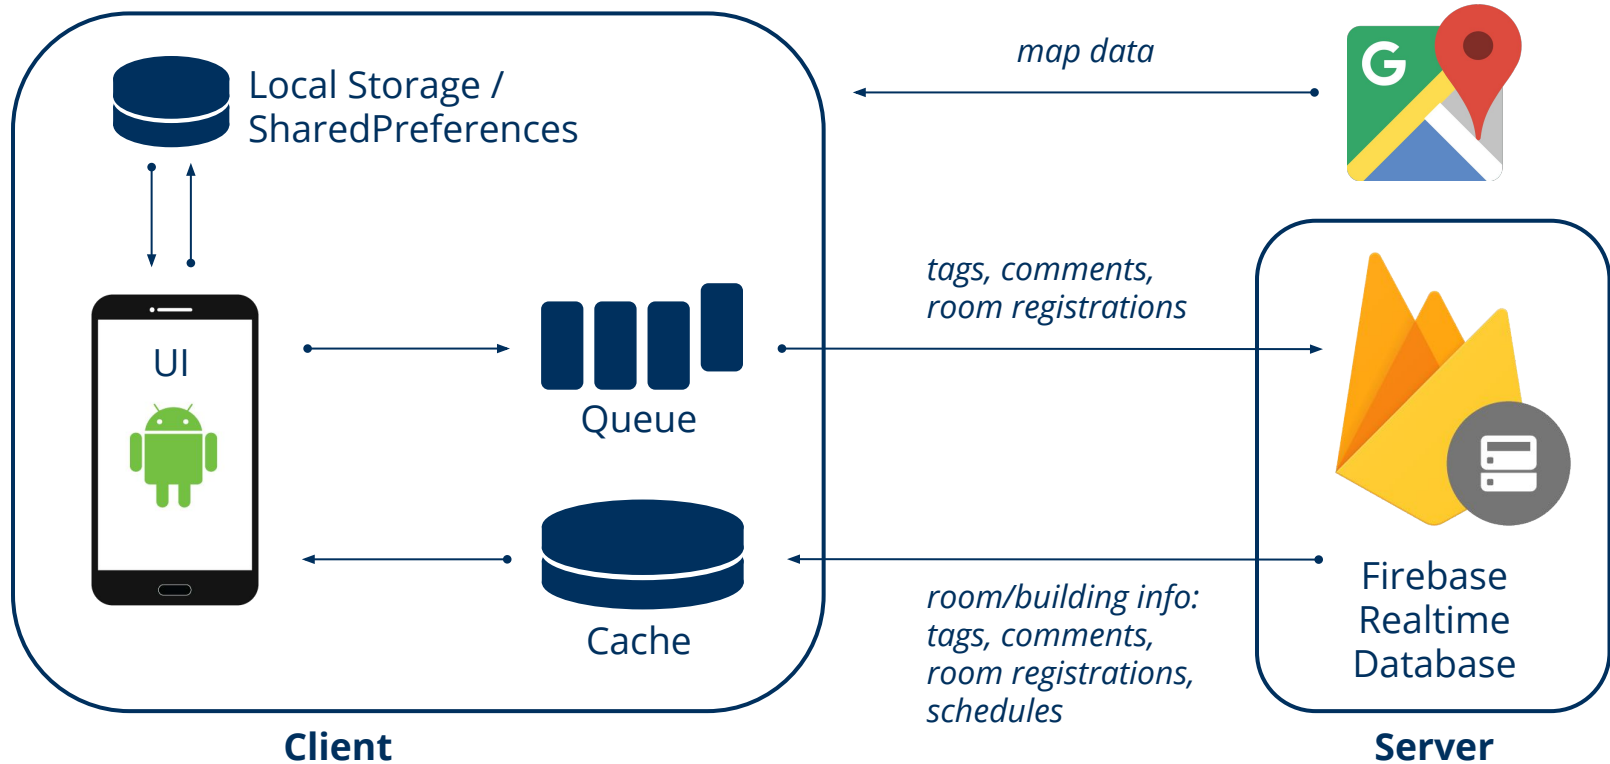 Local Storage /
SharedPreferences
map data
G
UI
tags, comments,
room registrations
Queue
Cache
room/building info:
tags, comments,
room registrations,
schedules
Firebase
Realtime
Database
Client
Server